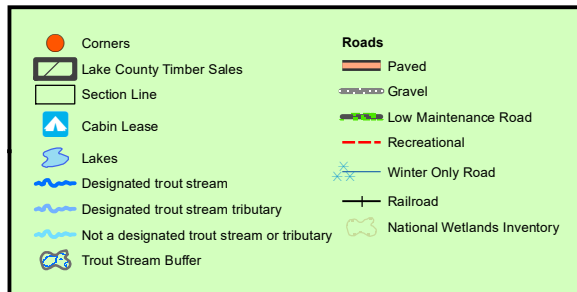 Corners
Lake County Timber Sales
Section Line
Cabin Lease
Lakes
Designated trout stream
Designated trout stream tributary
Not a designated trout stream or tributary
Trout Stream Buffer
Roads
Paved
Gravel
Low Maintenance Road
Recreational
Winter Only Road
Railroad
National Wetlands Inventory